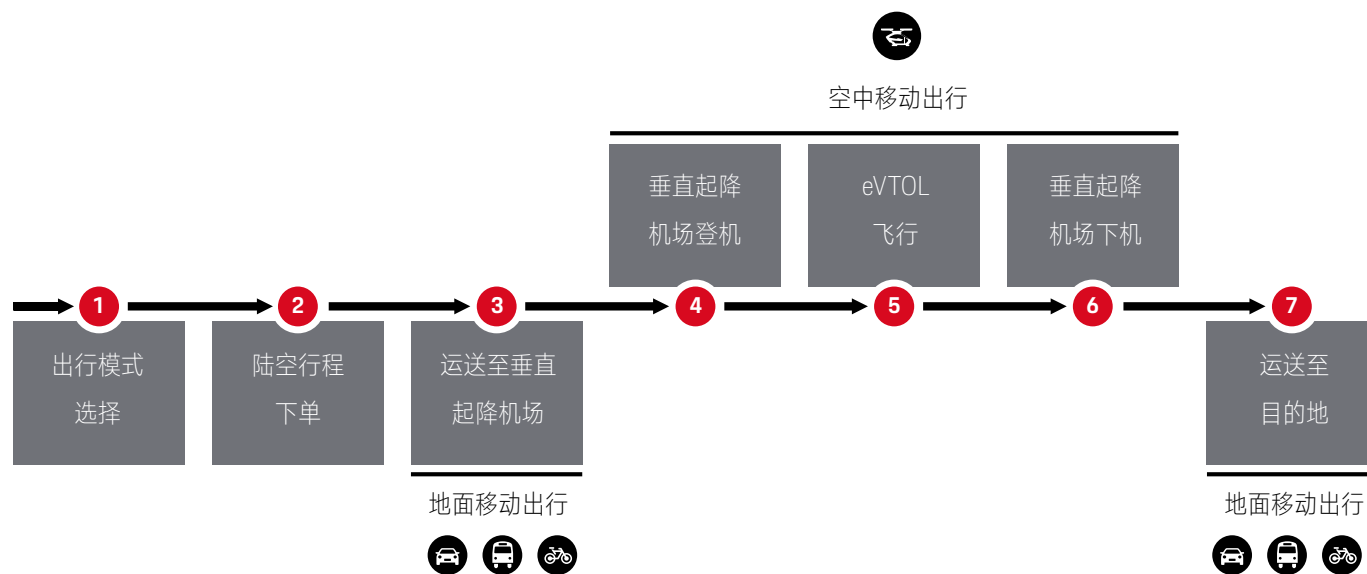 空中移动出行
垂直起降
机场登机
eVTOL
飞行
垂直起降
机场下机
1
2
3
4
5
6
7
出行模式
选择
陆空行程
下单
运送至垂直
起降机场
运送至
目的地
地面移动出行
地面移动出行